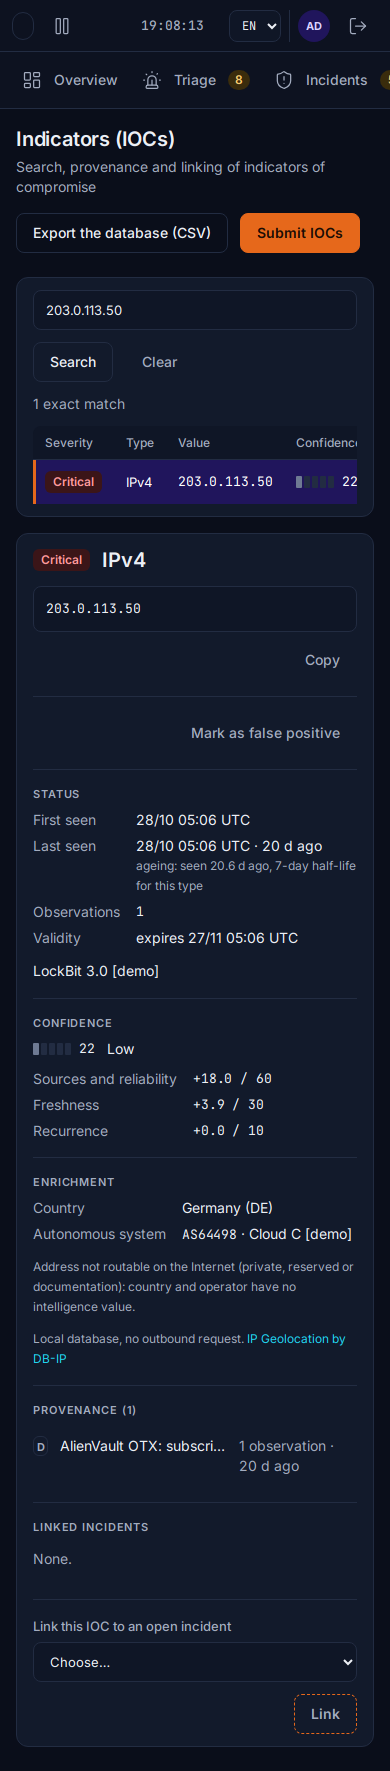 19:08:13
EN
AD
Overview
Triage
8
Incidents
Indicators (IOCs)
Search, provenance and linking of indicators of
compromise
Export the database (CSV)
Submit IOCs
203.0.113.50
Search
Clear
1 exact match
Severity Type Value Confidence
Critical IPv4 203.0.113.50 22
Critical IPv4
203.0.113.50
Copy
Mark as false positive
STATUS
First seen 28/10 05:06 UTC
Last seen 28/10 05:06 UTC · 20 d ago
ageing: seen 20.6 d ago, 7-day half-life
for this type
Observations 1
Validity expires 27/11 05:06 UTC
LockBit 3.0 [demo]
CONFIDENCE
22 Low
Sources and reliability +18.0 / 60
Freshness +3.9 / 30
Recurrence +0.0 / 10
ENRICHMENT
Country Germany (DE)
Autonomous system AS64498 · Cloud C [demo]
Address not routable on the Internet (private, reserved or
documentation): country and operator have no
intelligence value.
Local database, no outbound request. IP Geolocation by
DB-IP
PROVENANCE (1)
D AlienVault OTX: subscri... 1 observation ·
20 d ago
LINKED INCIDENTS
None.
Link this IOC to an open incident
Choose...
Link